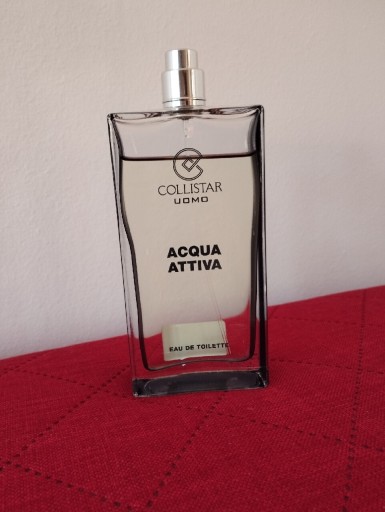 COLLISTAR
UOMO
ACQUA
ATTIVA
EAU DE TOILETTE